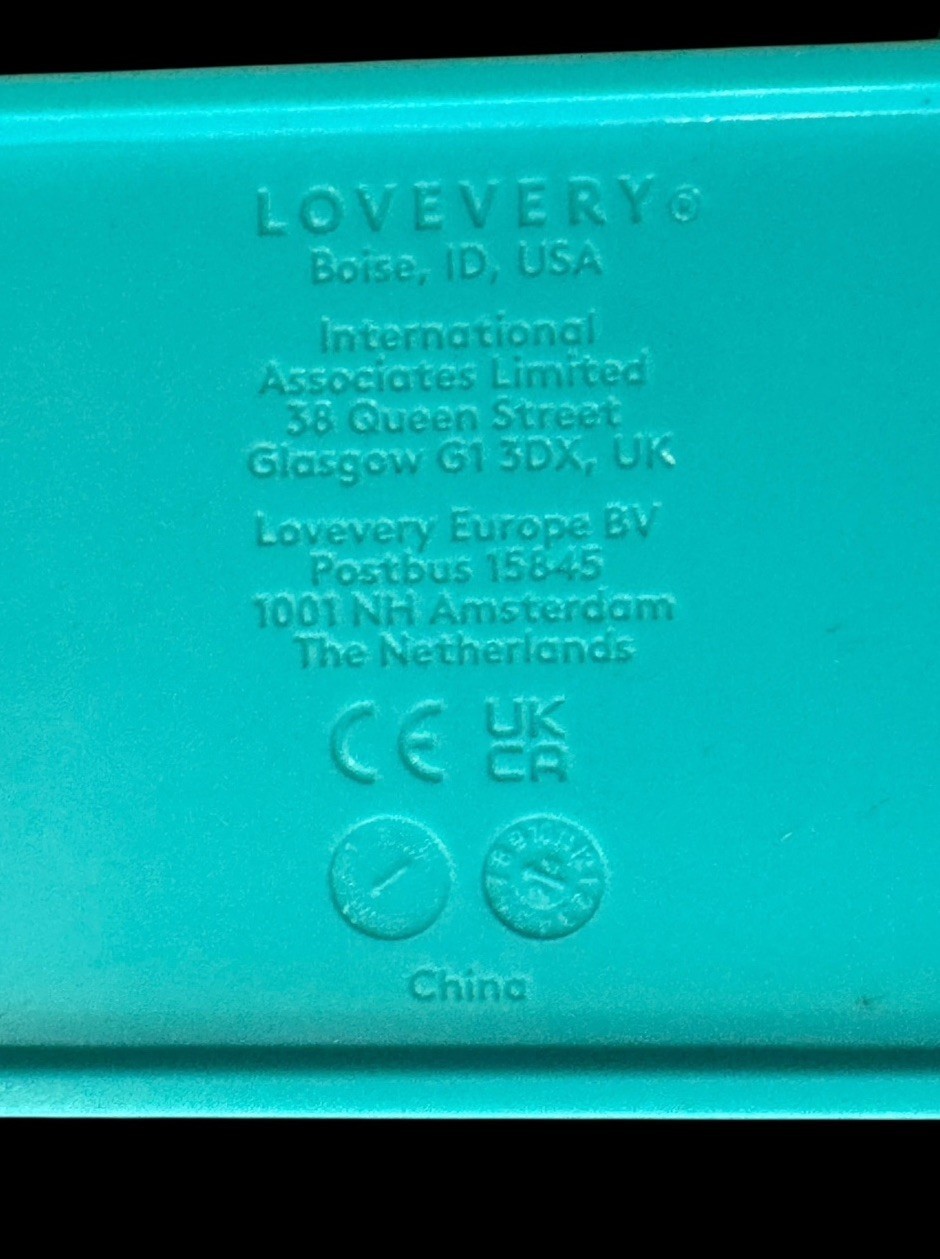 LOVEVERY®
Boise, ID, USA
International
Associates Limited
38 Queen Street
Glasgow G1 3DX, UK
Lovevery Europe BV
Postbus 15845
1001 NH Amsterdam
The Netherlands
CE UK
CA
China